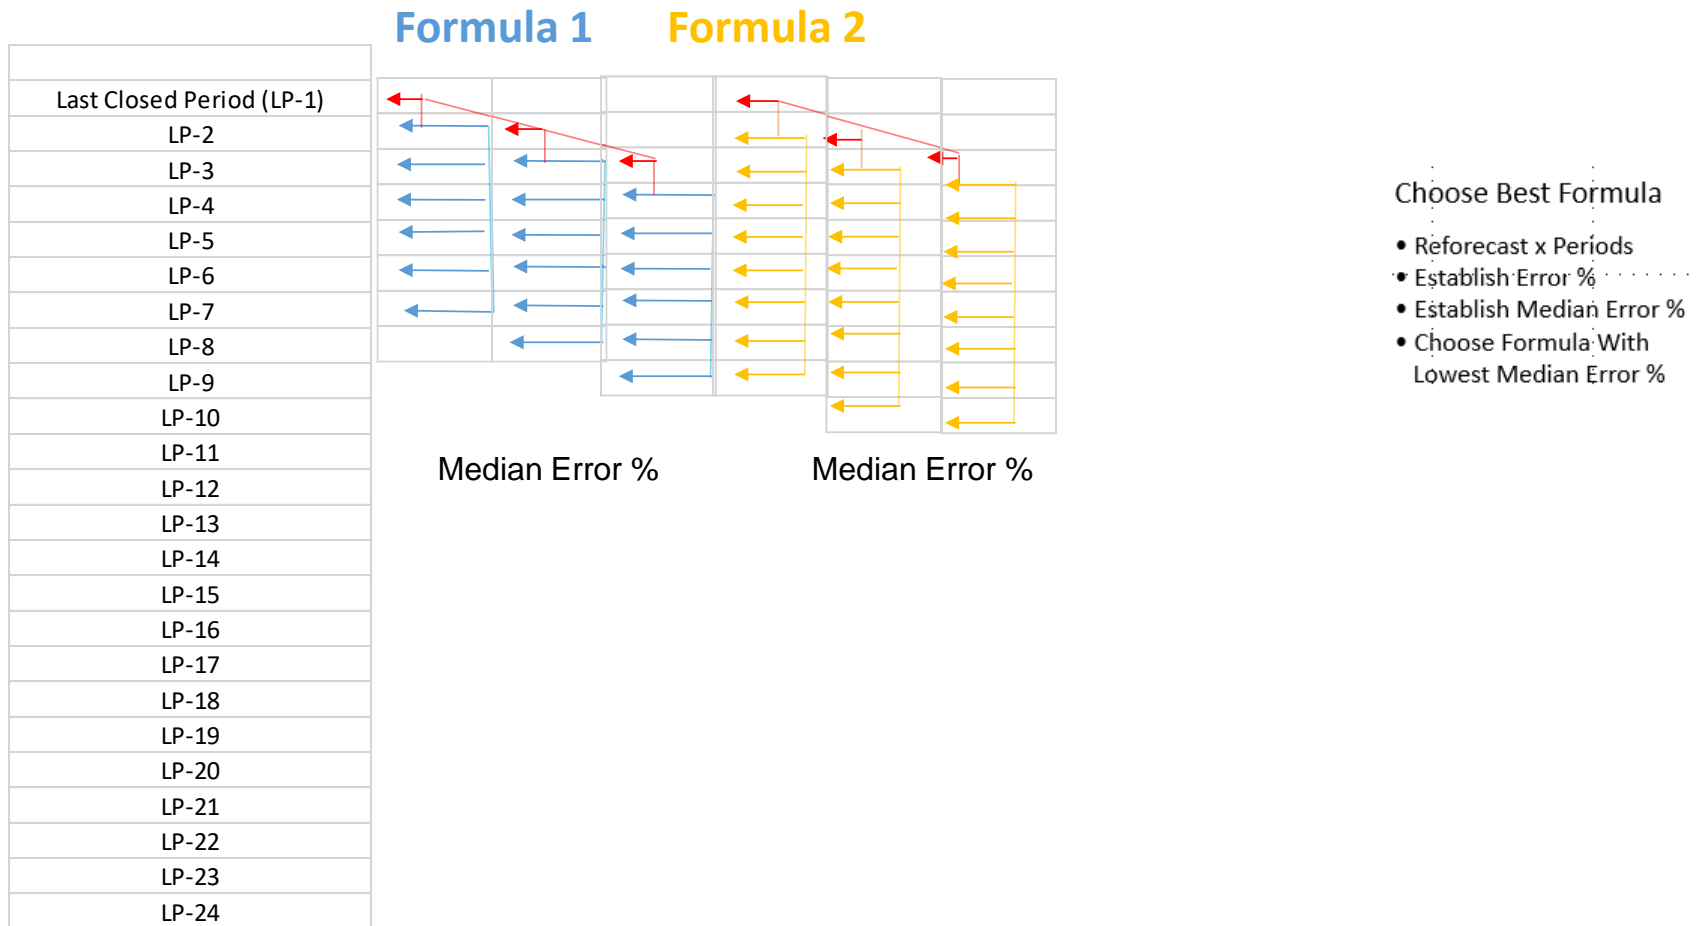 Formula 1 Formula 2
Last Closed Period (LP-1)
LP-2
LP-3
LP-4
LP-5
LP-6
LP-7
LP-8
LP-9
LP-10
LP-11
LP-12
LP-13
LP-14
LP-15
LP-16
LP-17
LP-18
LP-19
LP-20
LP-21
LP-22
LP-23
LP-24
Median Error % Median Error %
Choose Best Formula
• Reforecast x Periods
• Establish Error %
• Establish Median Error %
• Choose Formula With
Lowest Median Error %